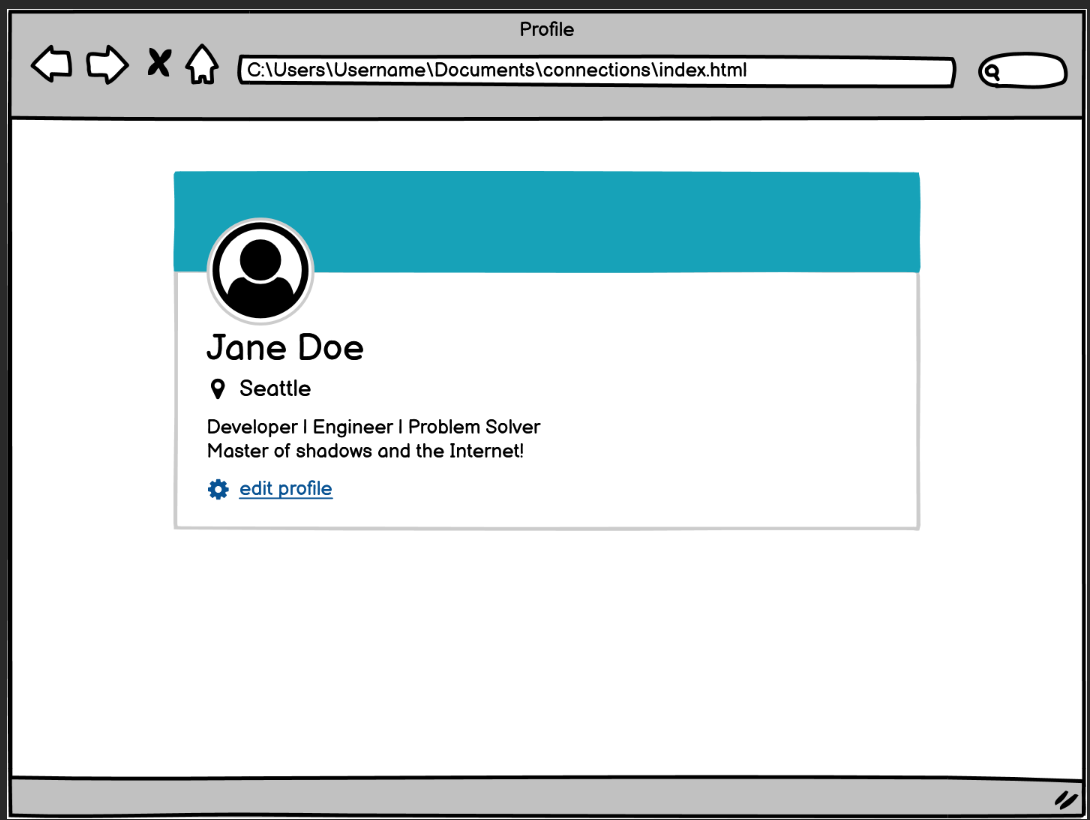 Profile
C:\Users\Username\Documents\connections\index.html
Jane Doe
Seattle
Developer | Engineer | Problem Solver
Master of shadows and the Internet!
edit profile